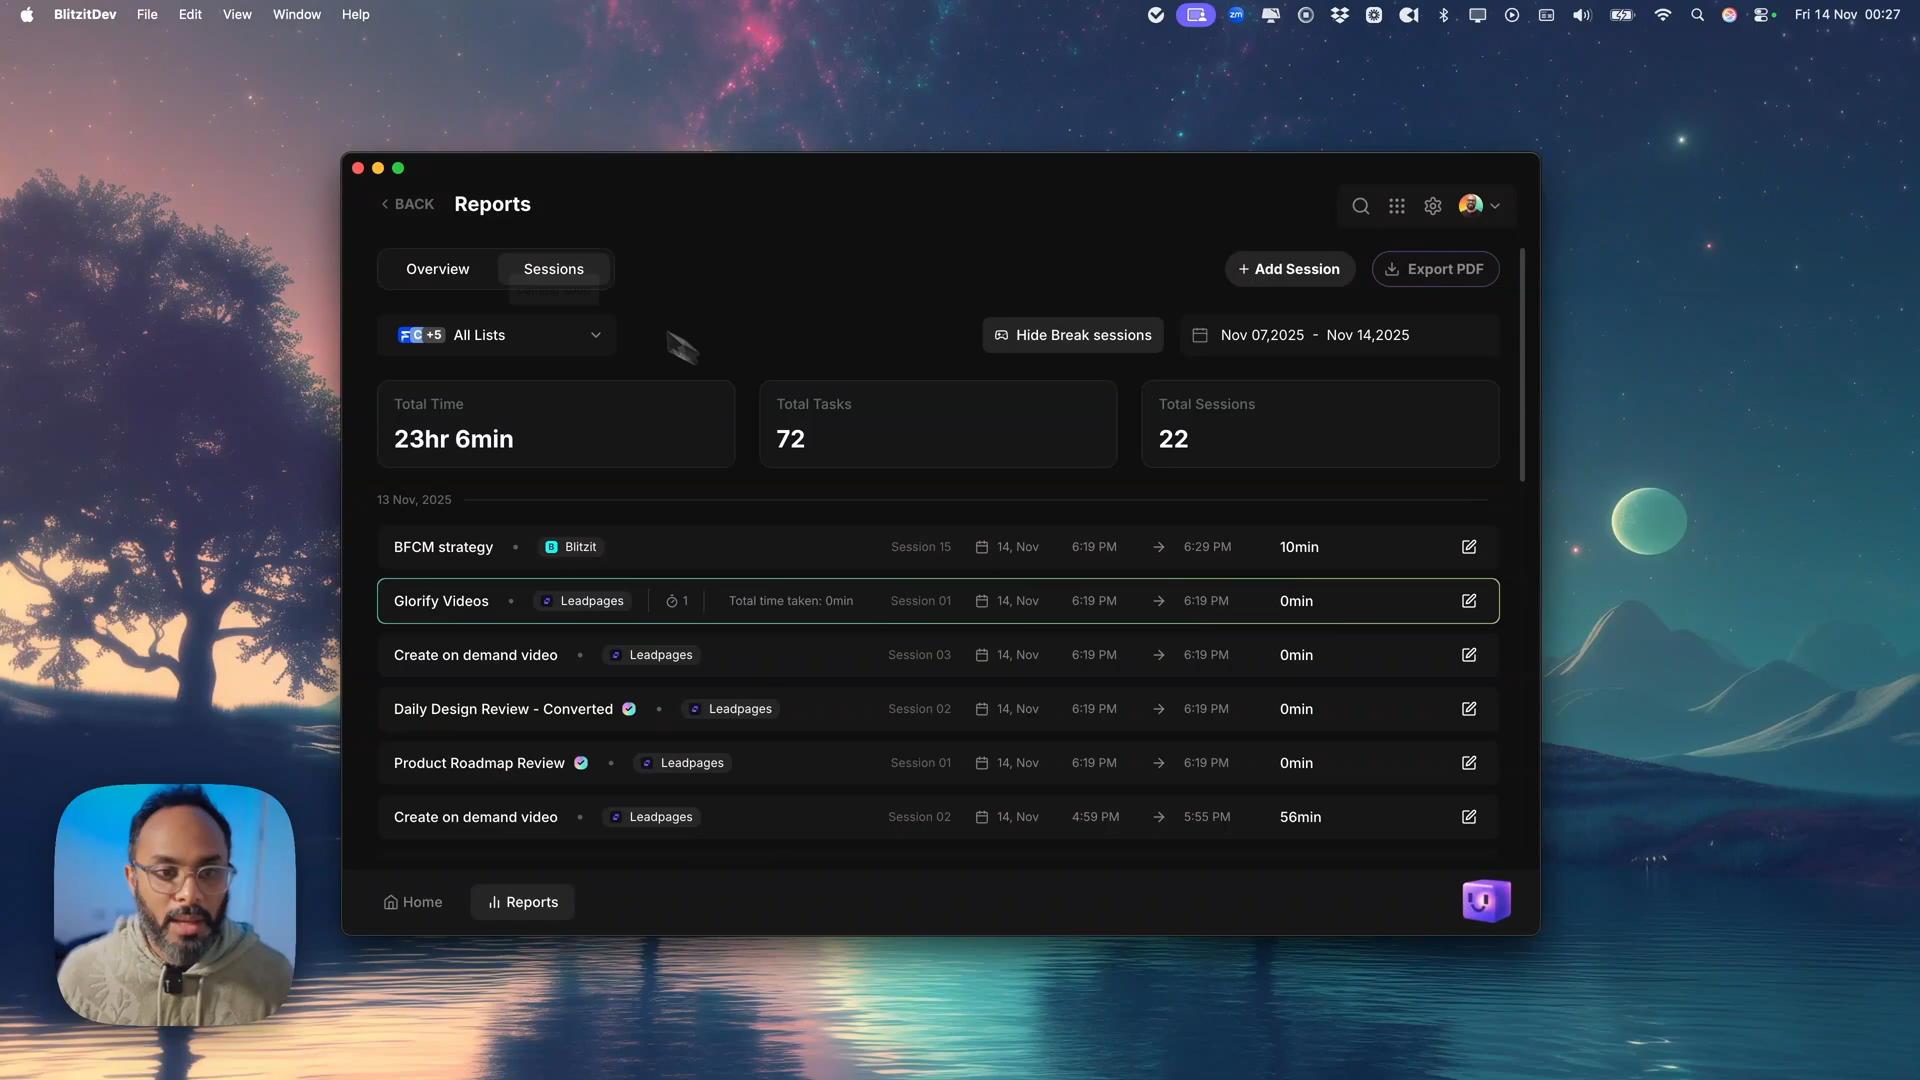 BlitzitDev File Edit View Window Help
zm
Fri 14 Nov 00:27
BACK Reports
Overview Sessions
+ Add Session Export PDF
F C +5 All Lists
Hide Break sessions Nov 07,2025 - Nov 14,2025
Total Time Total Tasks Total Sessions
23hr 6min 72 22
13 Nov, 2025
BFCM strategy • B Blitzit Session 15 14, Nov 6:19 PM → 6:29 PM 10min
Glorify Videos • Leadpages 1 Total time taken: 0min Session 01 14, Nov 6:19 PM → 6:19 PM 0min
Create on demand video • Leadpages Session 03 14, Nov 6:19 PM → 6:19 PM 0min
Daily Design Review - Converted • Leadpages Session 02 14, Nov 6:19 PM → 6:19 PM 0min
Product Roadmap Review • Leadpages Session 01 14, Nov 6:19 PM → 6:19 PM 0min
Create on demand video • Leadpages Session 02 14, Nov 4:59 PM → 5:55 PM 56min
Home Reports